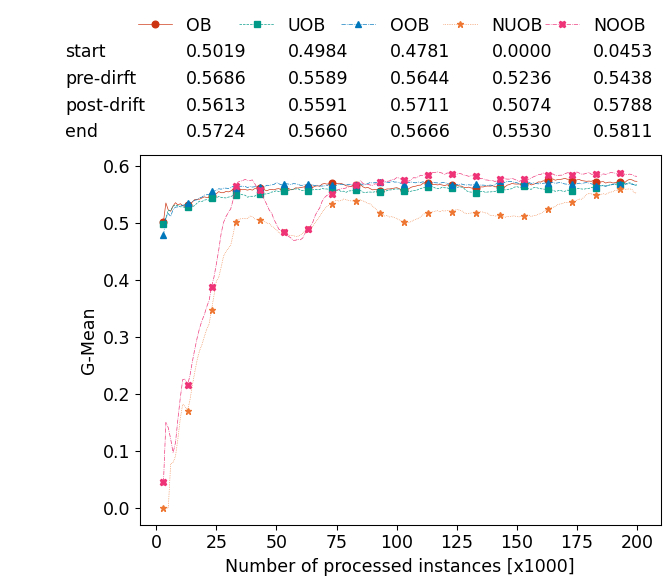 OB UOB OOB NUOB NOOB
start 0.5019 0.4984 0.4781 0.0000 0.0453
pre-dirft 0.5686 0.5589 0.5644 0.5236 0.5438
post-drift 0.5613 0.5591 0.5711 0.5074 0.5788
end 0.5724 0.5660 0.5666 0.5530 0.5811
0.6
0.5
0.4
0.3
0.2
0.1
0.0
G-Mean
0 25 50 75 100 125 150 175 200
Number of processed instances [x1000]